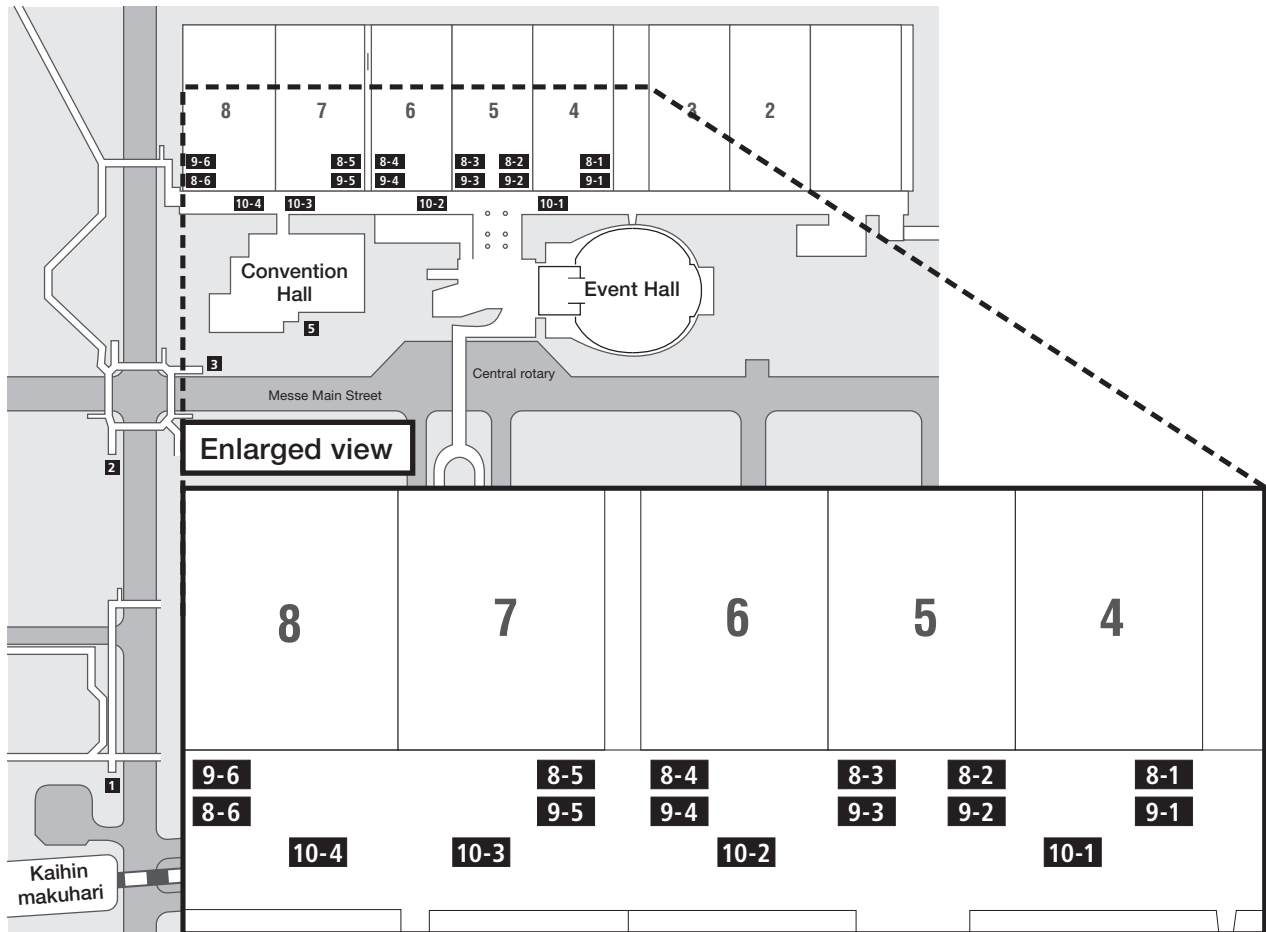 8 7 6 5 4 3 2
9-6 8-5 8-4 8-3 8-2 8-1
8-6 9-5 9-4 9-3 9-2 9-1
10-4 10-3 10-2 10-1
Convention
Hall
Event Hall
5
3
Central rotary
Messe Main Street
Enlarged view
2
8 7 6 5 4
9-6 8-5 8-4 8-3 8-2 8-1
1
8-6 9-5 9-4 9-3 9-2 9-1
10-4 10-3 10-2 10-1
Kaihin
makuhari